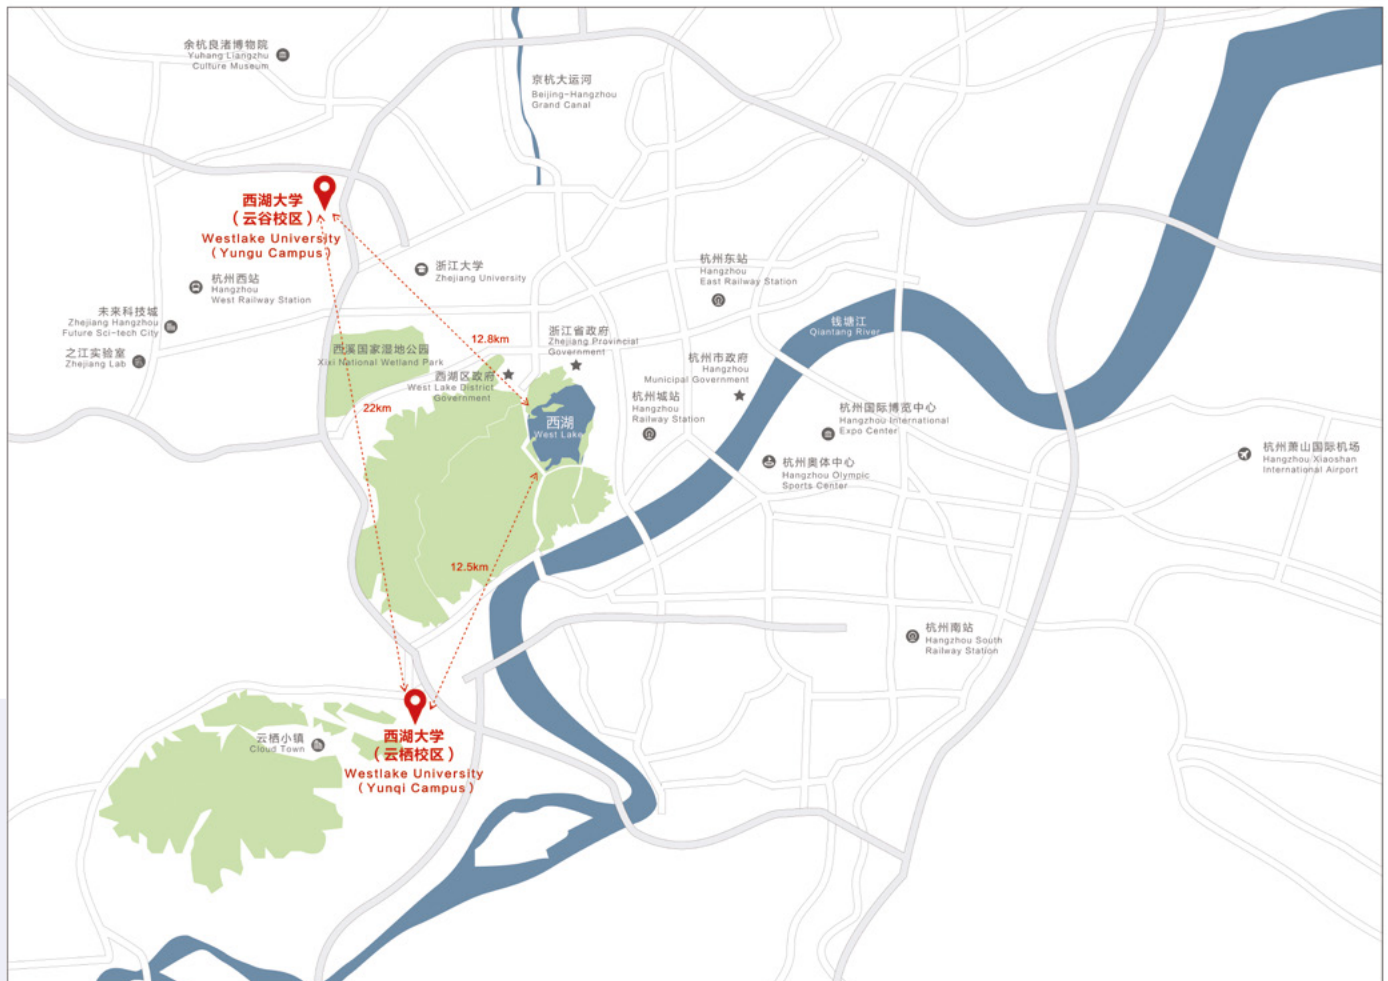 余杭良渚博物院
Yuhang Liangzhu
Culture Museum
京杭大运河
Beijing-Hangzhou
Grand Canal
西湖大学
（云谷校区）
Westlake University
（Yungu Campus）
浙江大学
Zhejiang University
杭州东站
Hangzhou
East Railway Station
杭州西站
Hangzhou
West Railway Station
未来科技城
Zhejiang Hangzhou
Future Sci-tech City
之江实验室
Zhejiang Lab
钱塘江
Qiantang River
12.8km
浙江省政府
Zhejiang Provincial
Government
西溪国家湿地公园
Xixi National Wetland Park
杭州市政府
Hangzhou
Municipal Government
西湖区政府
West Lake District
Government
22km
杭州城站
Hangzhou
Railway Station
西湖
West Lake
杭州国际博览中心
Hangzhou International
Expo Center
杭州奥体中心
Hangzhou Olympic
Sports Center
杭州萧山国际机场
Hangzhou Xiaoshan
International Airport
12.5km
杭州南站
Hangzhou South
Railway Station
云栖小镇
Cloud Town
西湖大学
（云栖校区）
Westlake University
（Yunqi Campus）